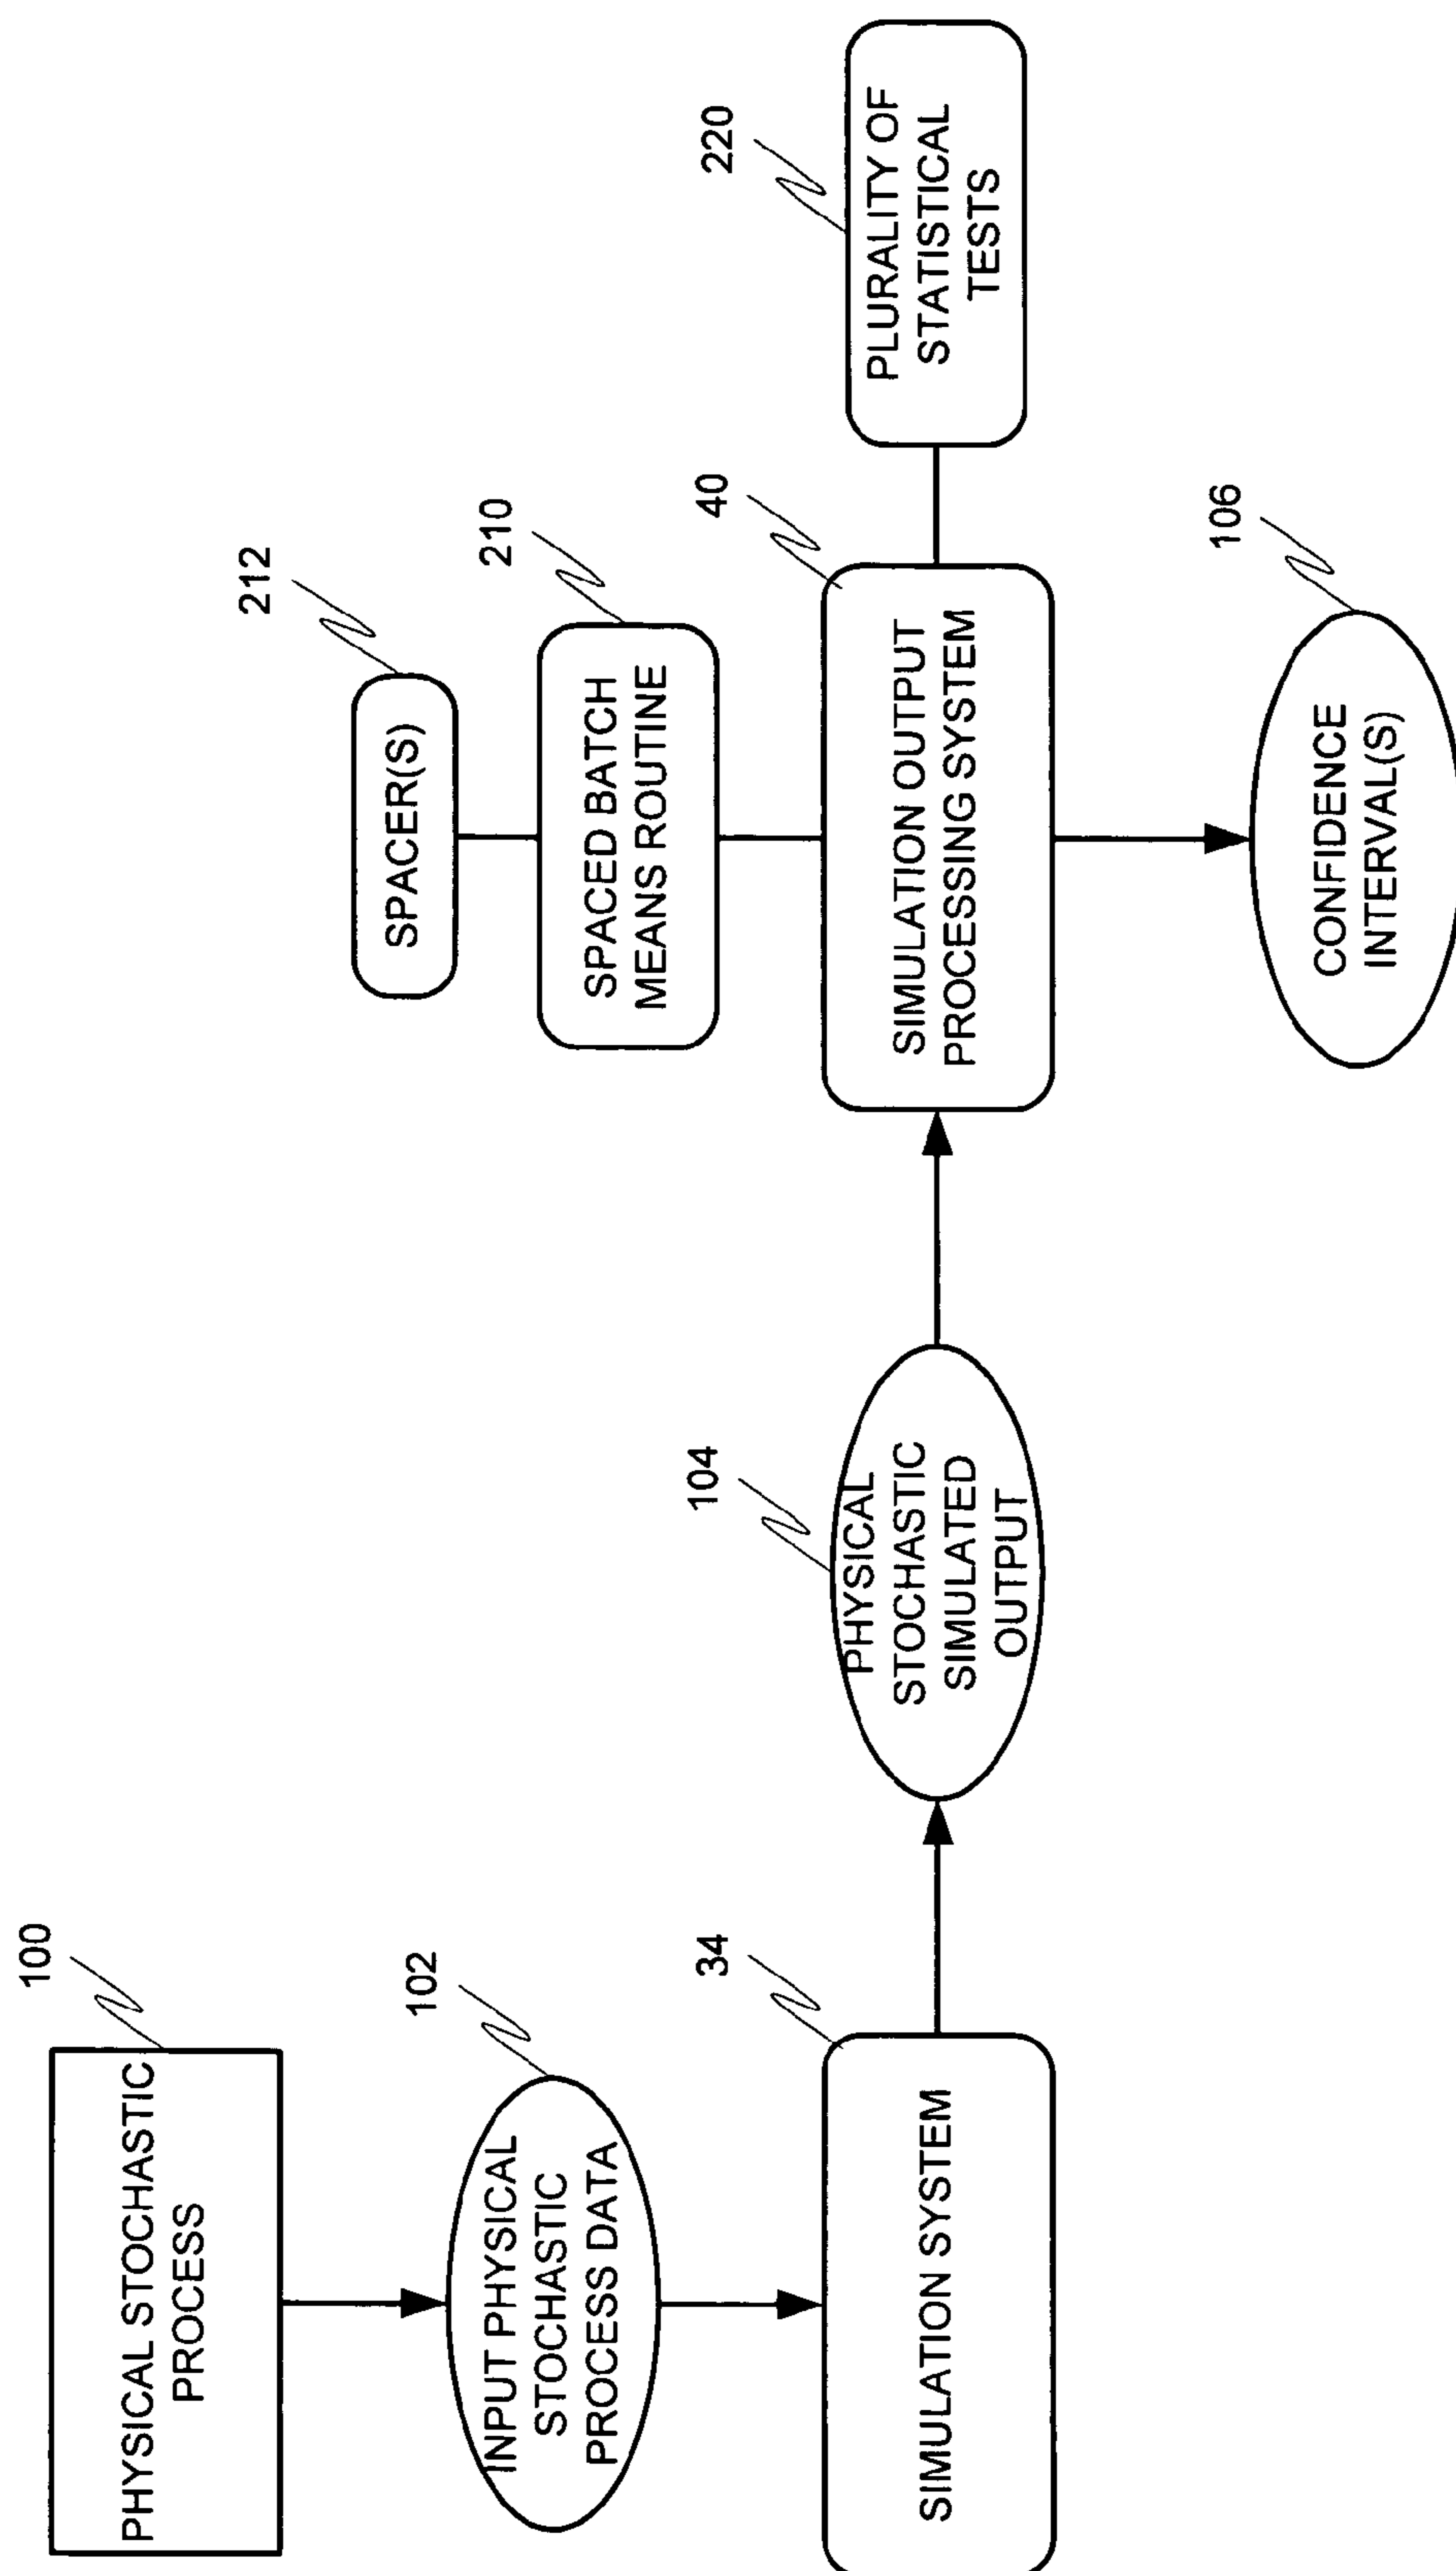 100
PHYSICAL STOCHASTIC
PROCESS
102
INPUT PHYSICAL
STOCHASTIC
PROCESS DATA
34
SIMULATION SYSTEM
104
PHYSICAL
STOCHASTIC
SIMULATED
OUTPUT
212
SPACER(S)
210
SPACED BATCH
MEANS ROUTINE
40
SIMULATION OUTPUT
PROCESSING SYSTEM
220
PLURALITY OF
STATISTICAL
TESTS
106
CONFIDENCE
INTERVAL(S)